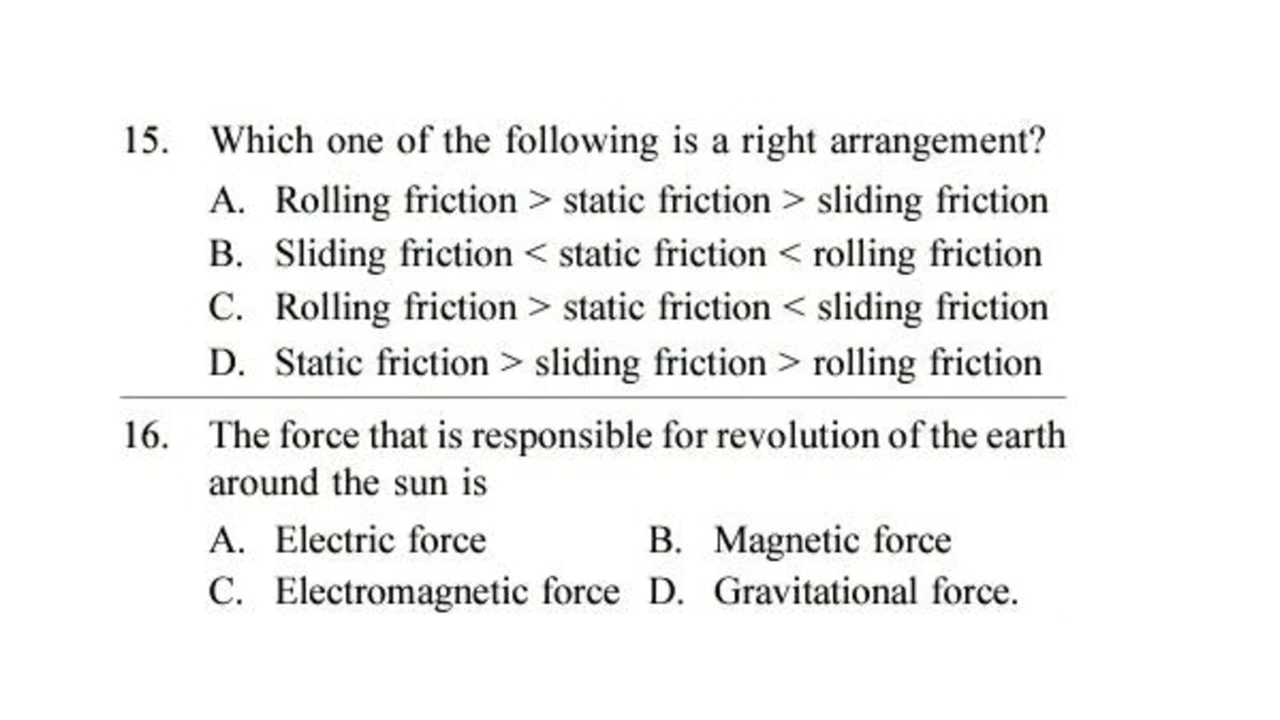 15. Which one of the following is a right arrangement?
A. Rolling friction > static friction > sliding friction
B. Sliding friction < static friction < rolling friction
C. Rolling friction > static friction < sliding friction
D. Static friction > sliding friction > rolling friction
16. The force that is responsible for revolution of the earth
around the sun is
A. Electric force B. Magnetic force
C. Electromagnetic force D. Gravitational force.